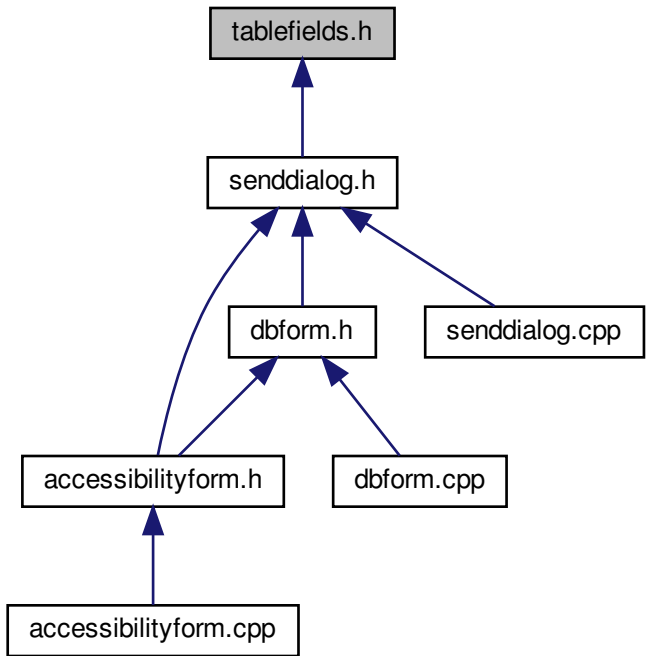 tablefields.h
senddialog.h
dbform.h
senddialog.cpp
accessibilityform.h
dbform.cpp
accessibilityform.cpp